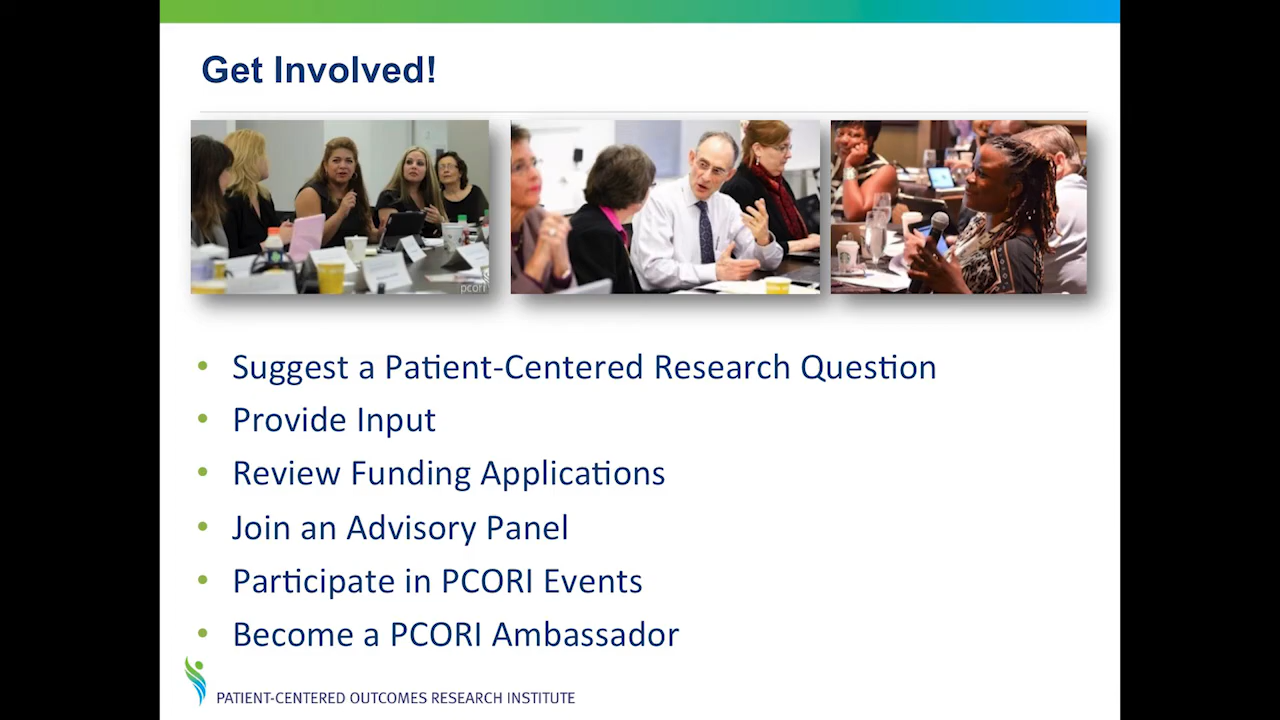 Get Involved!
pcori
• Suggest a Patient-Centered Research Question
• Provide Input
• Review Funding Applications
• Join an Advisory Panel
• Participate in PCORI Events
• Become a PCORI Ambassador
PATIENT-CENTERED OUTCOMES RESEARCH INSTITUTE